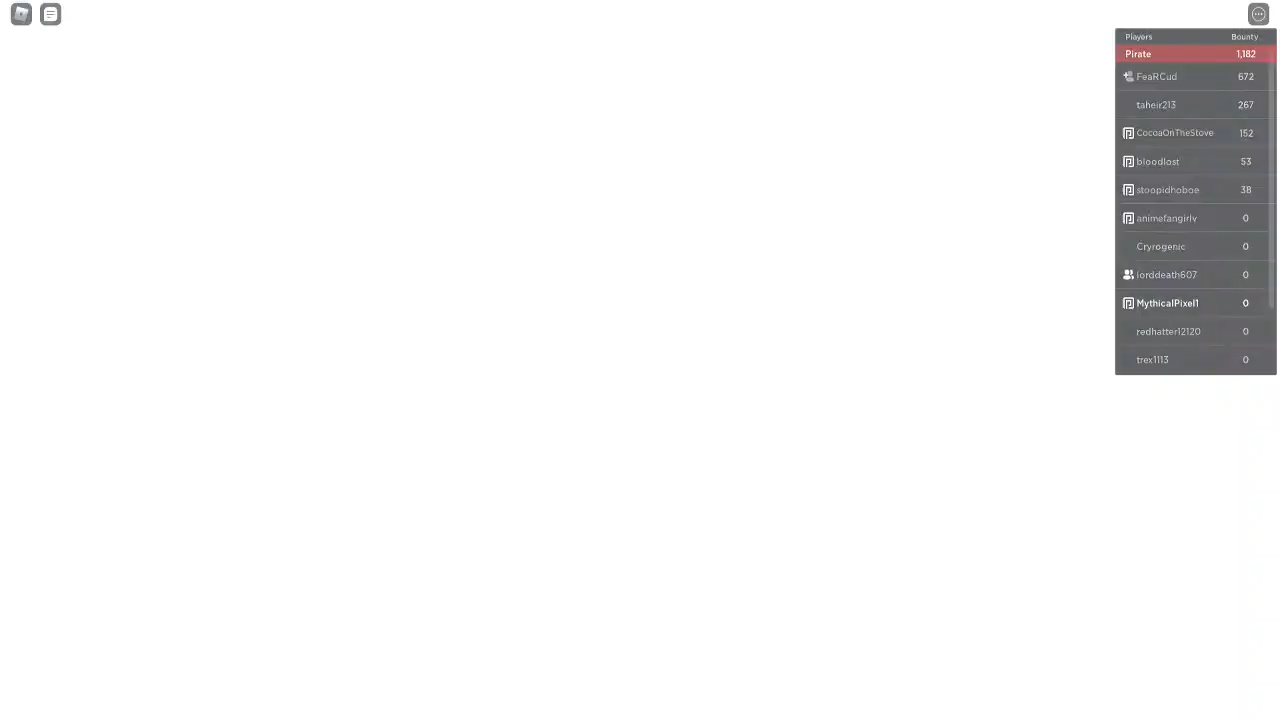 Players Bounty
Pirate 1,182
FeaRCud 672
taheir213 267
CocoaOnTheStove 152
bloodlost 53
stoopidhoboe 38
animefangirlv 0
Cryrogenic 0
lorddeath607 0
MythicalPixel1 0
redhatter12120 0
trex1113 0